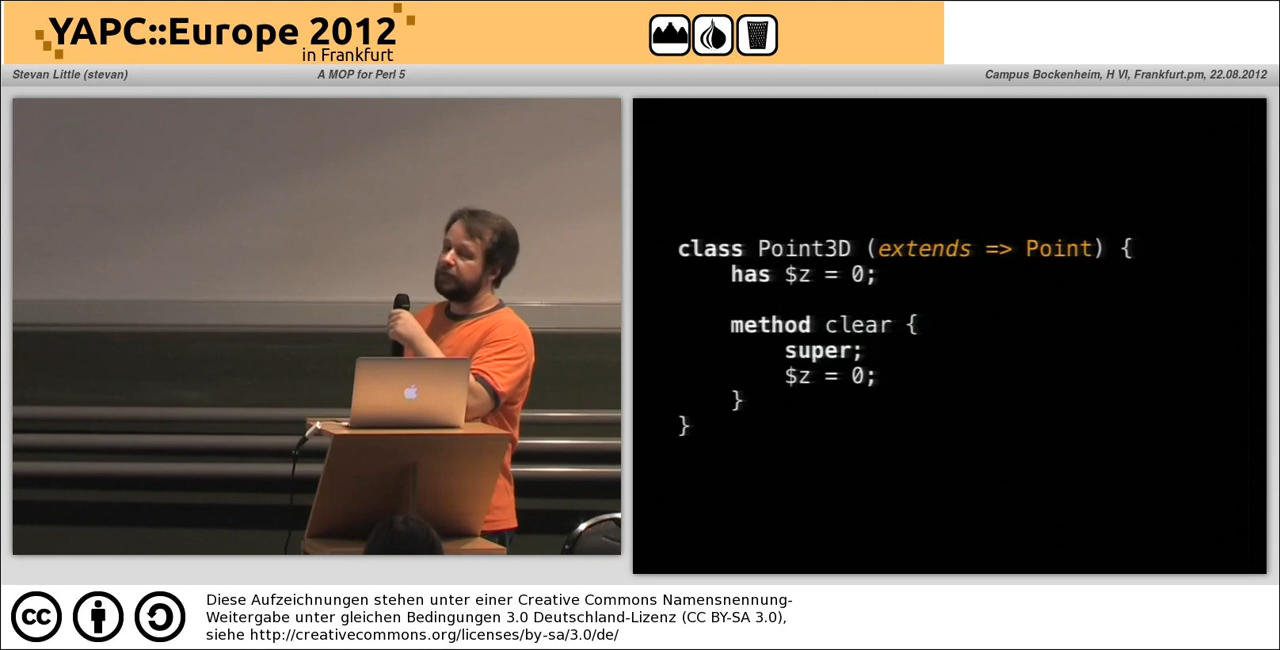 YAPC::Europe 2012
in Frankfurt
Stevan Little (stevan) A MOP for Perl 5 Campus Bockenheim, H VI, Frankfurt.pm, 22.08.2012
class Point3D (extends => Point) {
    has $z = 0;
    method clear {
        super;
        $z = 0;
    }
}
cc
Diese Aufzeichnungen stehen unter einer Creative Commons Namensnennung-
Weitergabe unter gleichen Bedingungen 3.0 Deutschland-Lizenz (CC BY-SA 3.0),
siehe http://creativecommons.org/licenses/by-sa/3.0/de/